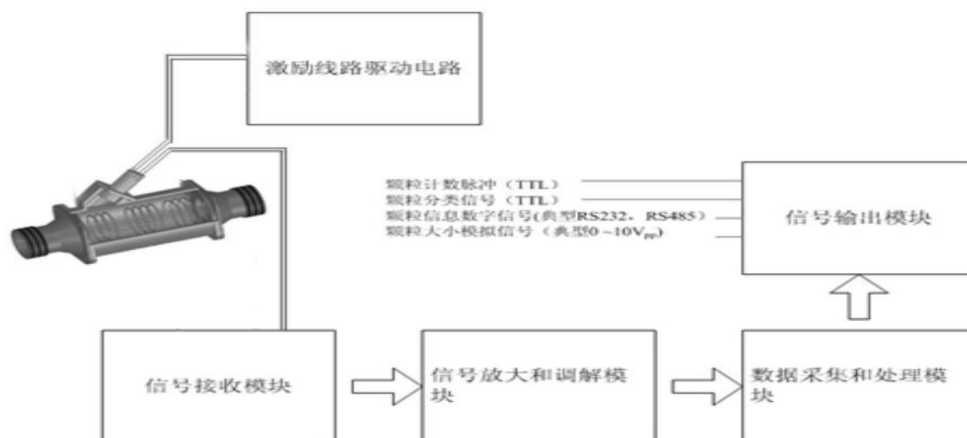 激励线路驱动电路
颗粒计数脉冲（TTL）
颗粒分类信号（TTL）
颗粒信息数字信号(典型RS232，RS485）
颗粒大小模拟信号（典型0~10Vpp)
信号输出模块
信号接收模块
信号放大和调解模
块
数据采集和处理模
块